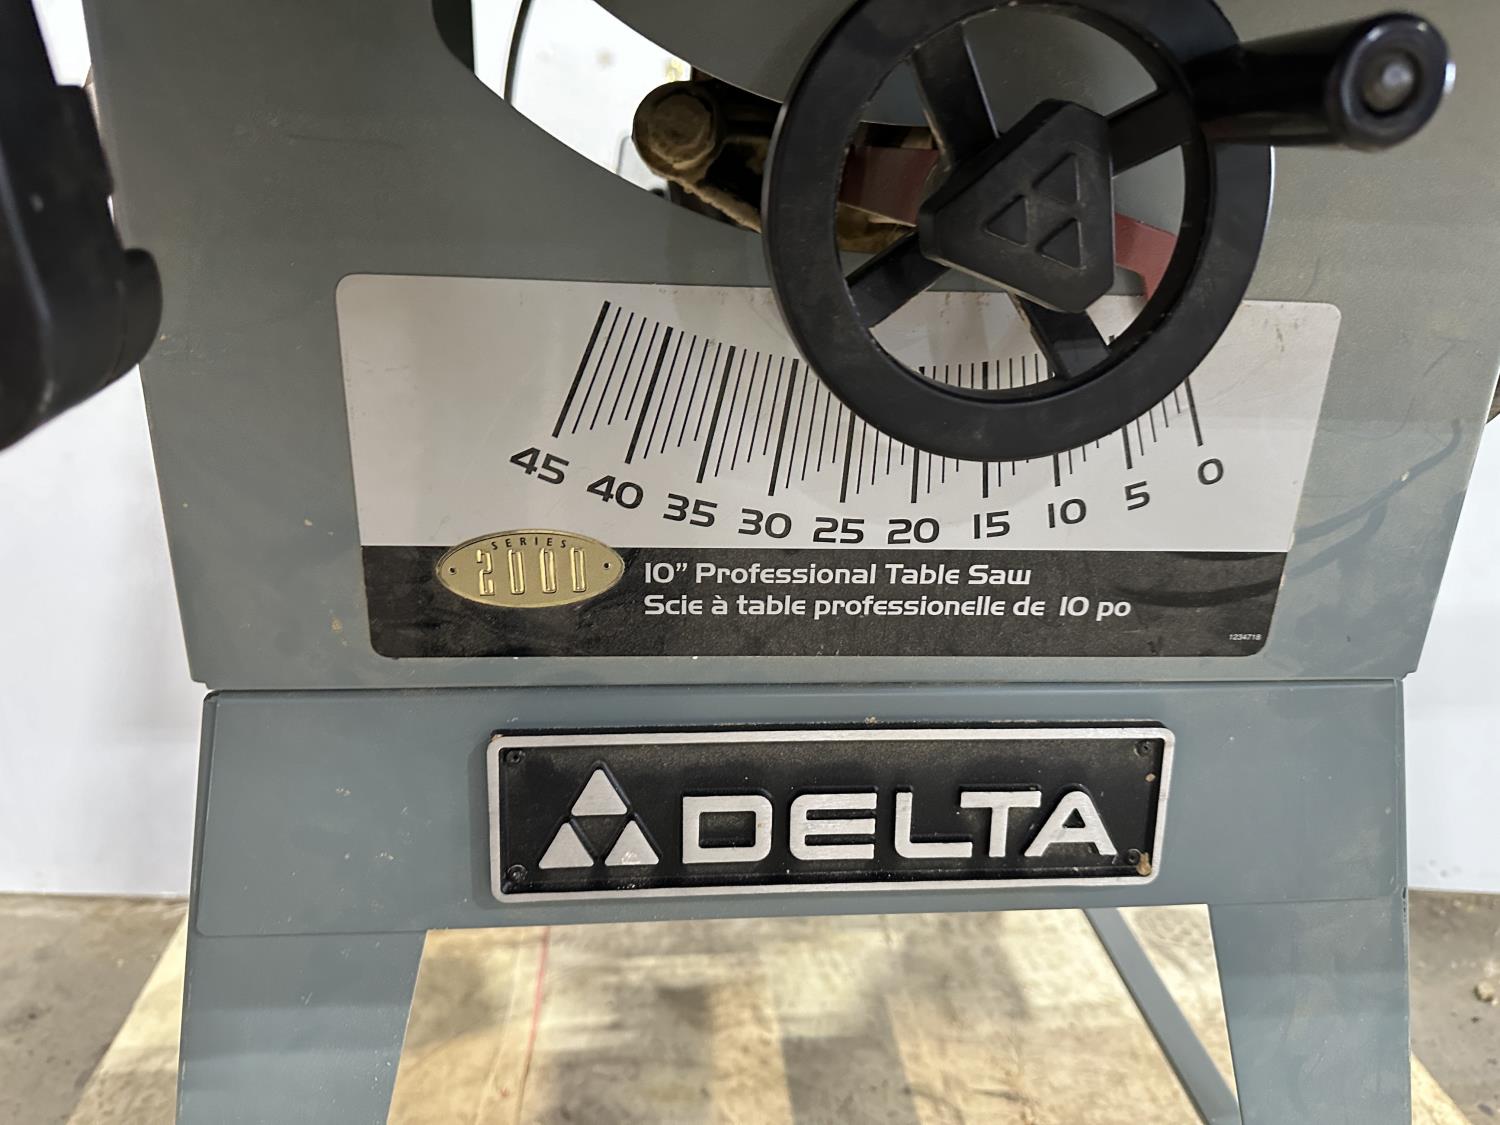 45 40 35 30 25 20 15 10 5 0
SERIES
2000
10" Professional Table Saw
Scie à table professionelle de 10 po
1234718
DELTA